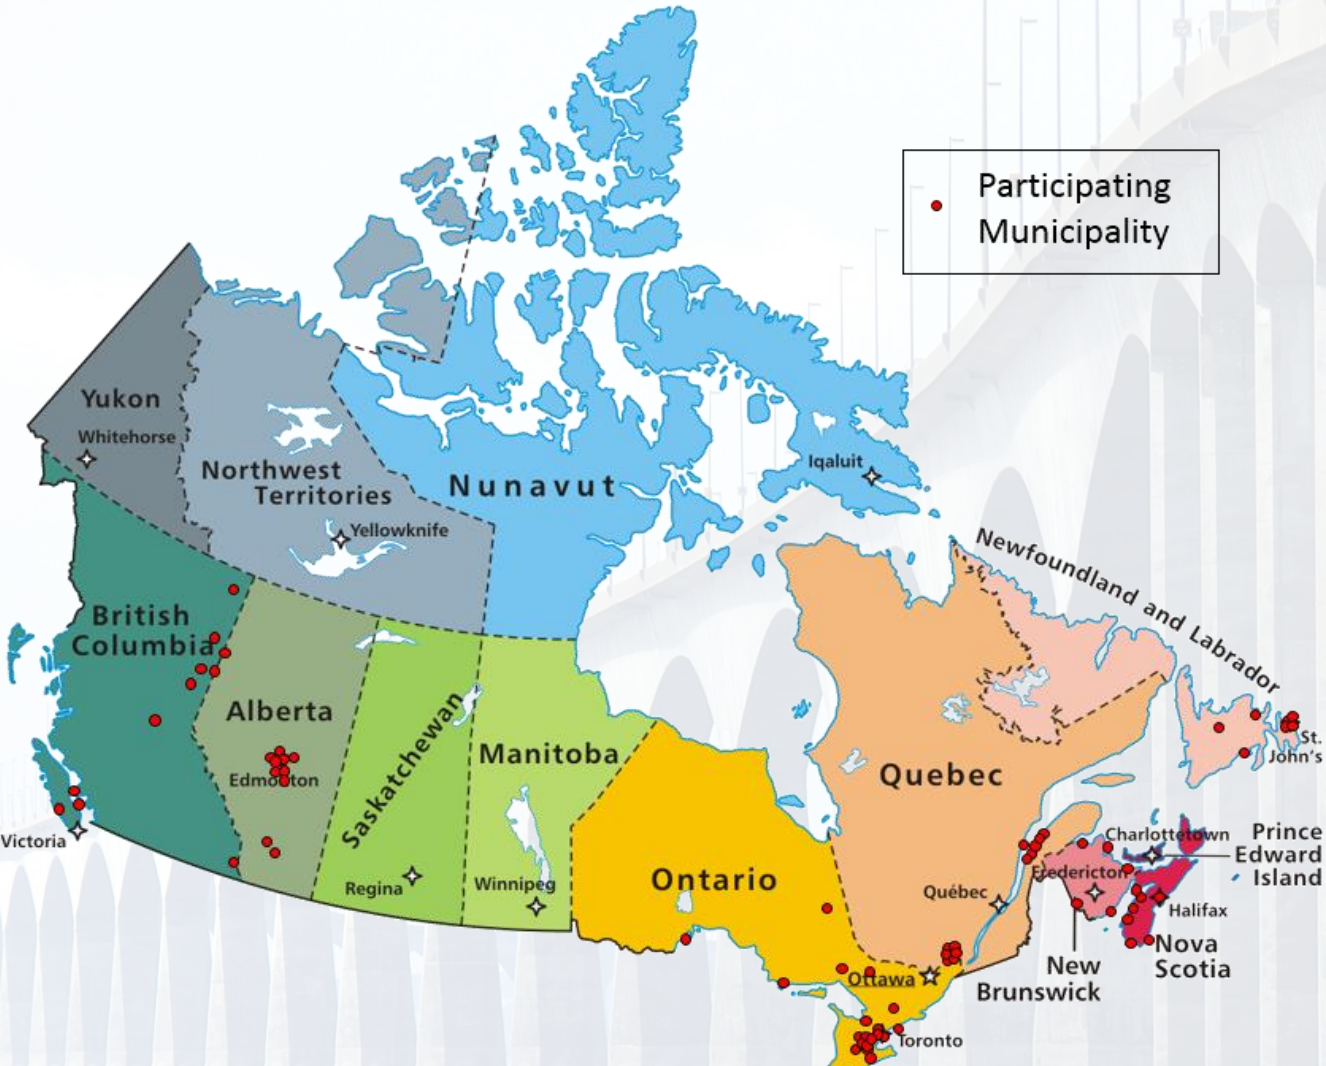 Participating
Municipality
Yukon
Whitehorse
Northwest
Territories
Yellowknife
Nunavut
Iqaluit
Newfoundland and Labrador
British
Columbia
Alberta
Edmonton
Saskatchewan
Manitoba
Quebec
St.
John's
Victoria
Regina
Winnipeg
Ontario
Québec
Charlottetown
Prince
Edward
Island
Fredericton
Halifax
Nova
Scotia
New
Brunswick
Ottawa
Toronto